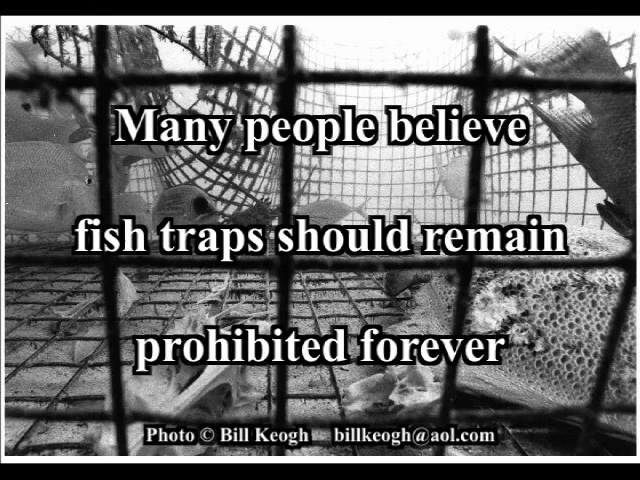 Many people believe
fish traps should remain
prohibited forever
Photo © Bill Keogh billkeogh@aol.com